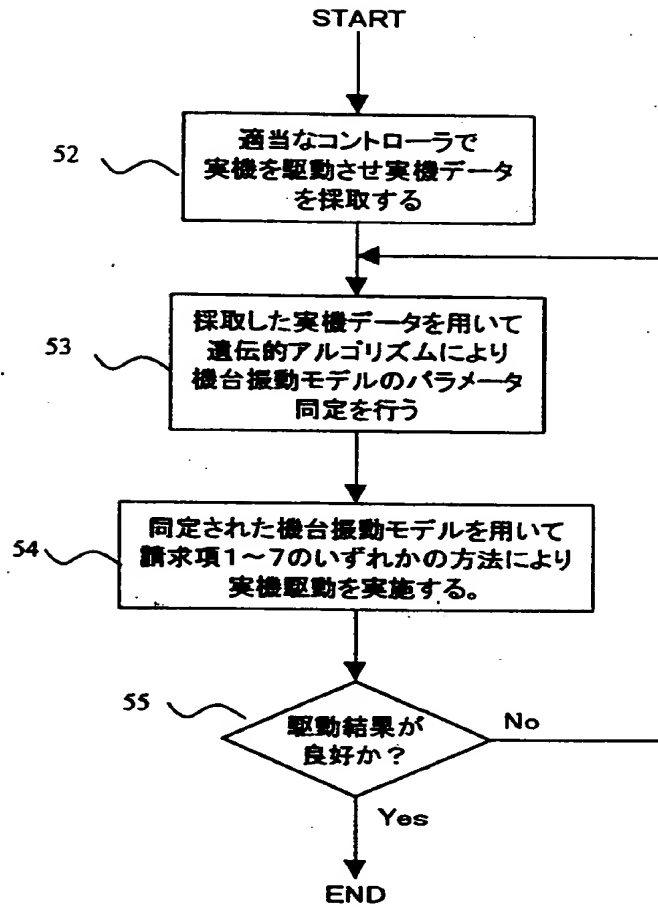 START
52
適当なコントローラで
実機を駆動させ実機データ
を採取する
53
採取した実機データを用いて
遺伝的アルゴリズムにより
機台振動モデルのパラメータ
同定を行う
54
同定された機台振動モデルを用いて
請求項1～7のいずれかの方法により
実機駆動を実施する。
55
駆動結果が
良好か？
No
Yes
END